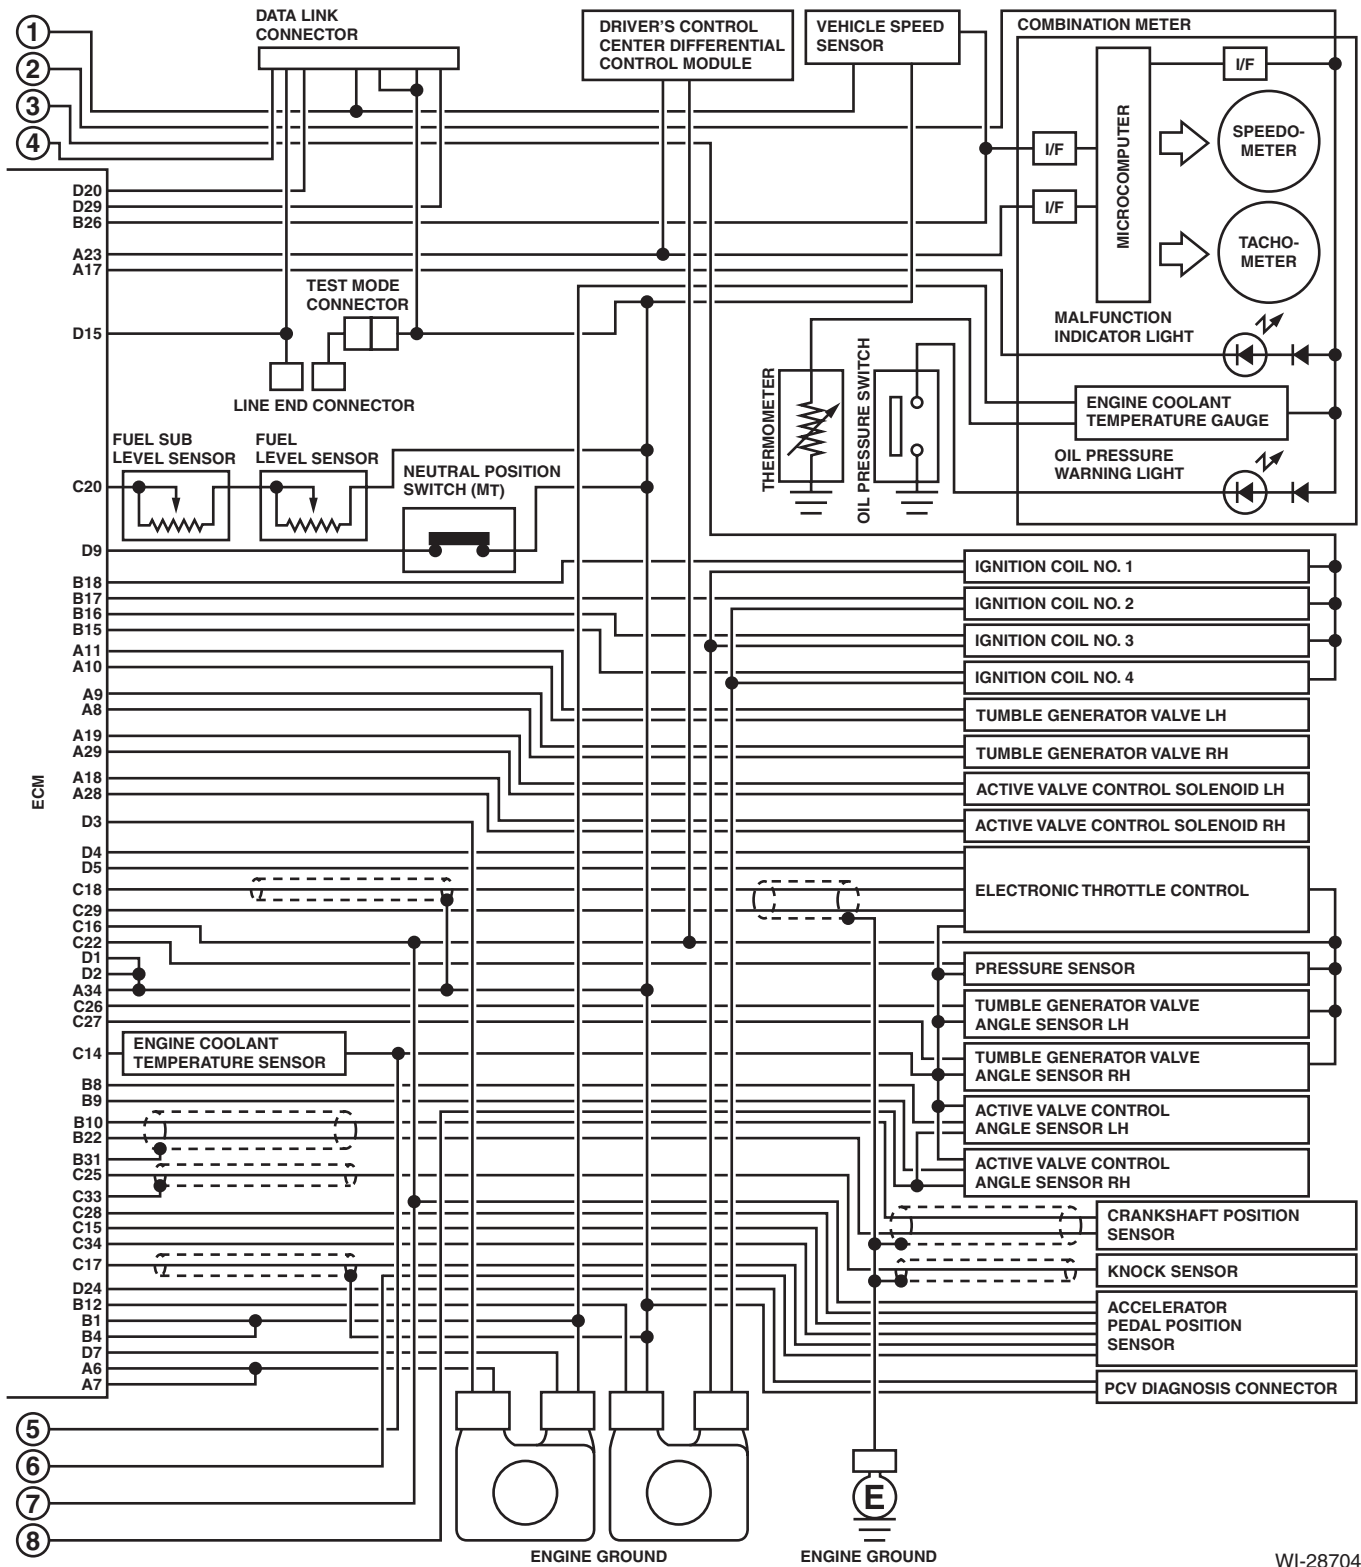 1
2
3
4
DATA LINK
CONNECTOR
DRIVER'S CONTROL
CENTER DIFFERENTIAL
CONTROL MODULE
VEHICLE SPEED
SENSOR
COMBINATION METER
I/F
I/F
I/F
MICROCOMPUTER
SPEEDO-
METER
TACHO-
METER
MALFUNCTION
INDICATOR LIGHT
ENGINE COOLANT
TEMPERATURE GAUGE
OIL PRESSURE
WARNING LIGHT
THERMOMETER
OIL PRESSURE SWITCH
TEST MODE
CONNECTOR
LINE END CONNECTOR
FUEL SUB
LEVEL SENSOR
FUEL
LEVEL SENSOR
NEUTRAL POSITION
SWITCH (MT)
ECM
D20
D29
B26
A23
A17
D15
C20
D9
B18
B17
B16
B15
A11
A10
A9
A8
A19
A29
A18
A28
D3
D4
D5
C18
C29
C16
C22
D1
D2
A34
C26
C27
C14
ENGINE COOLANT
TEMPERATURE SENSOR
B8
B9
B10
B22
B31
C25
C33
C28
C15
C34
C17
D24
B12
B1
B4
D7
A6
A7
IGNITION COIL NO. 1
IGNITION COIL NO. 2
IGNITION COIL NO. 3
IGNITION COIL NO. 4
TUMBLE GENERATOR VALVE LH
TUMBLE GENERATOR VALVE RH
ACTIVE VALVE CONTROL SOLENOID LH
ACTIVE VALVE CONTROL SOLENOID RH
ELECTRONIC THROTTLE CONTROL
PRESSURE SENSOR
TUMBLE GENERATOR VALVE
ANGLE SENSOR LH
TUMBLE GENERATOR VALVE
ANGLE SENSOR RH
ACTIVE VALVE CONTROL
ANGLE SENSOR LH
ACTIVE VALVE CONTROL
ANGLE SENSOR RH
CRANKSHAFT POSITION
SENSOR
KNOCK SENSOR
ACCELERATOR
PEDAL POSITION
SENSOR
PCV DIAGNOSIS CONNECTOR
5
6
7
8
E
ENGINE GROUND
ENGINE GROUND
WI-28704